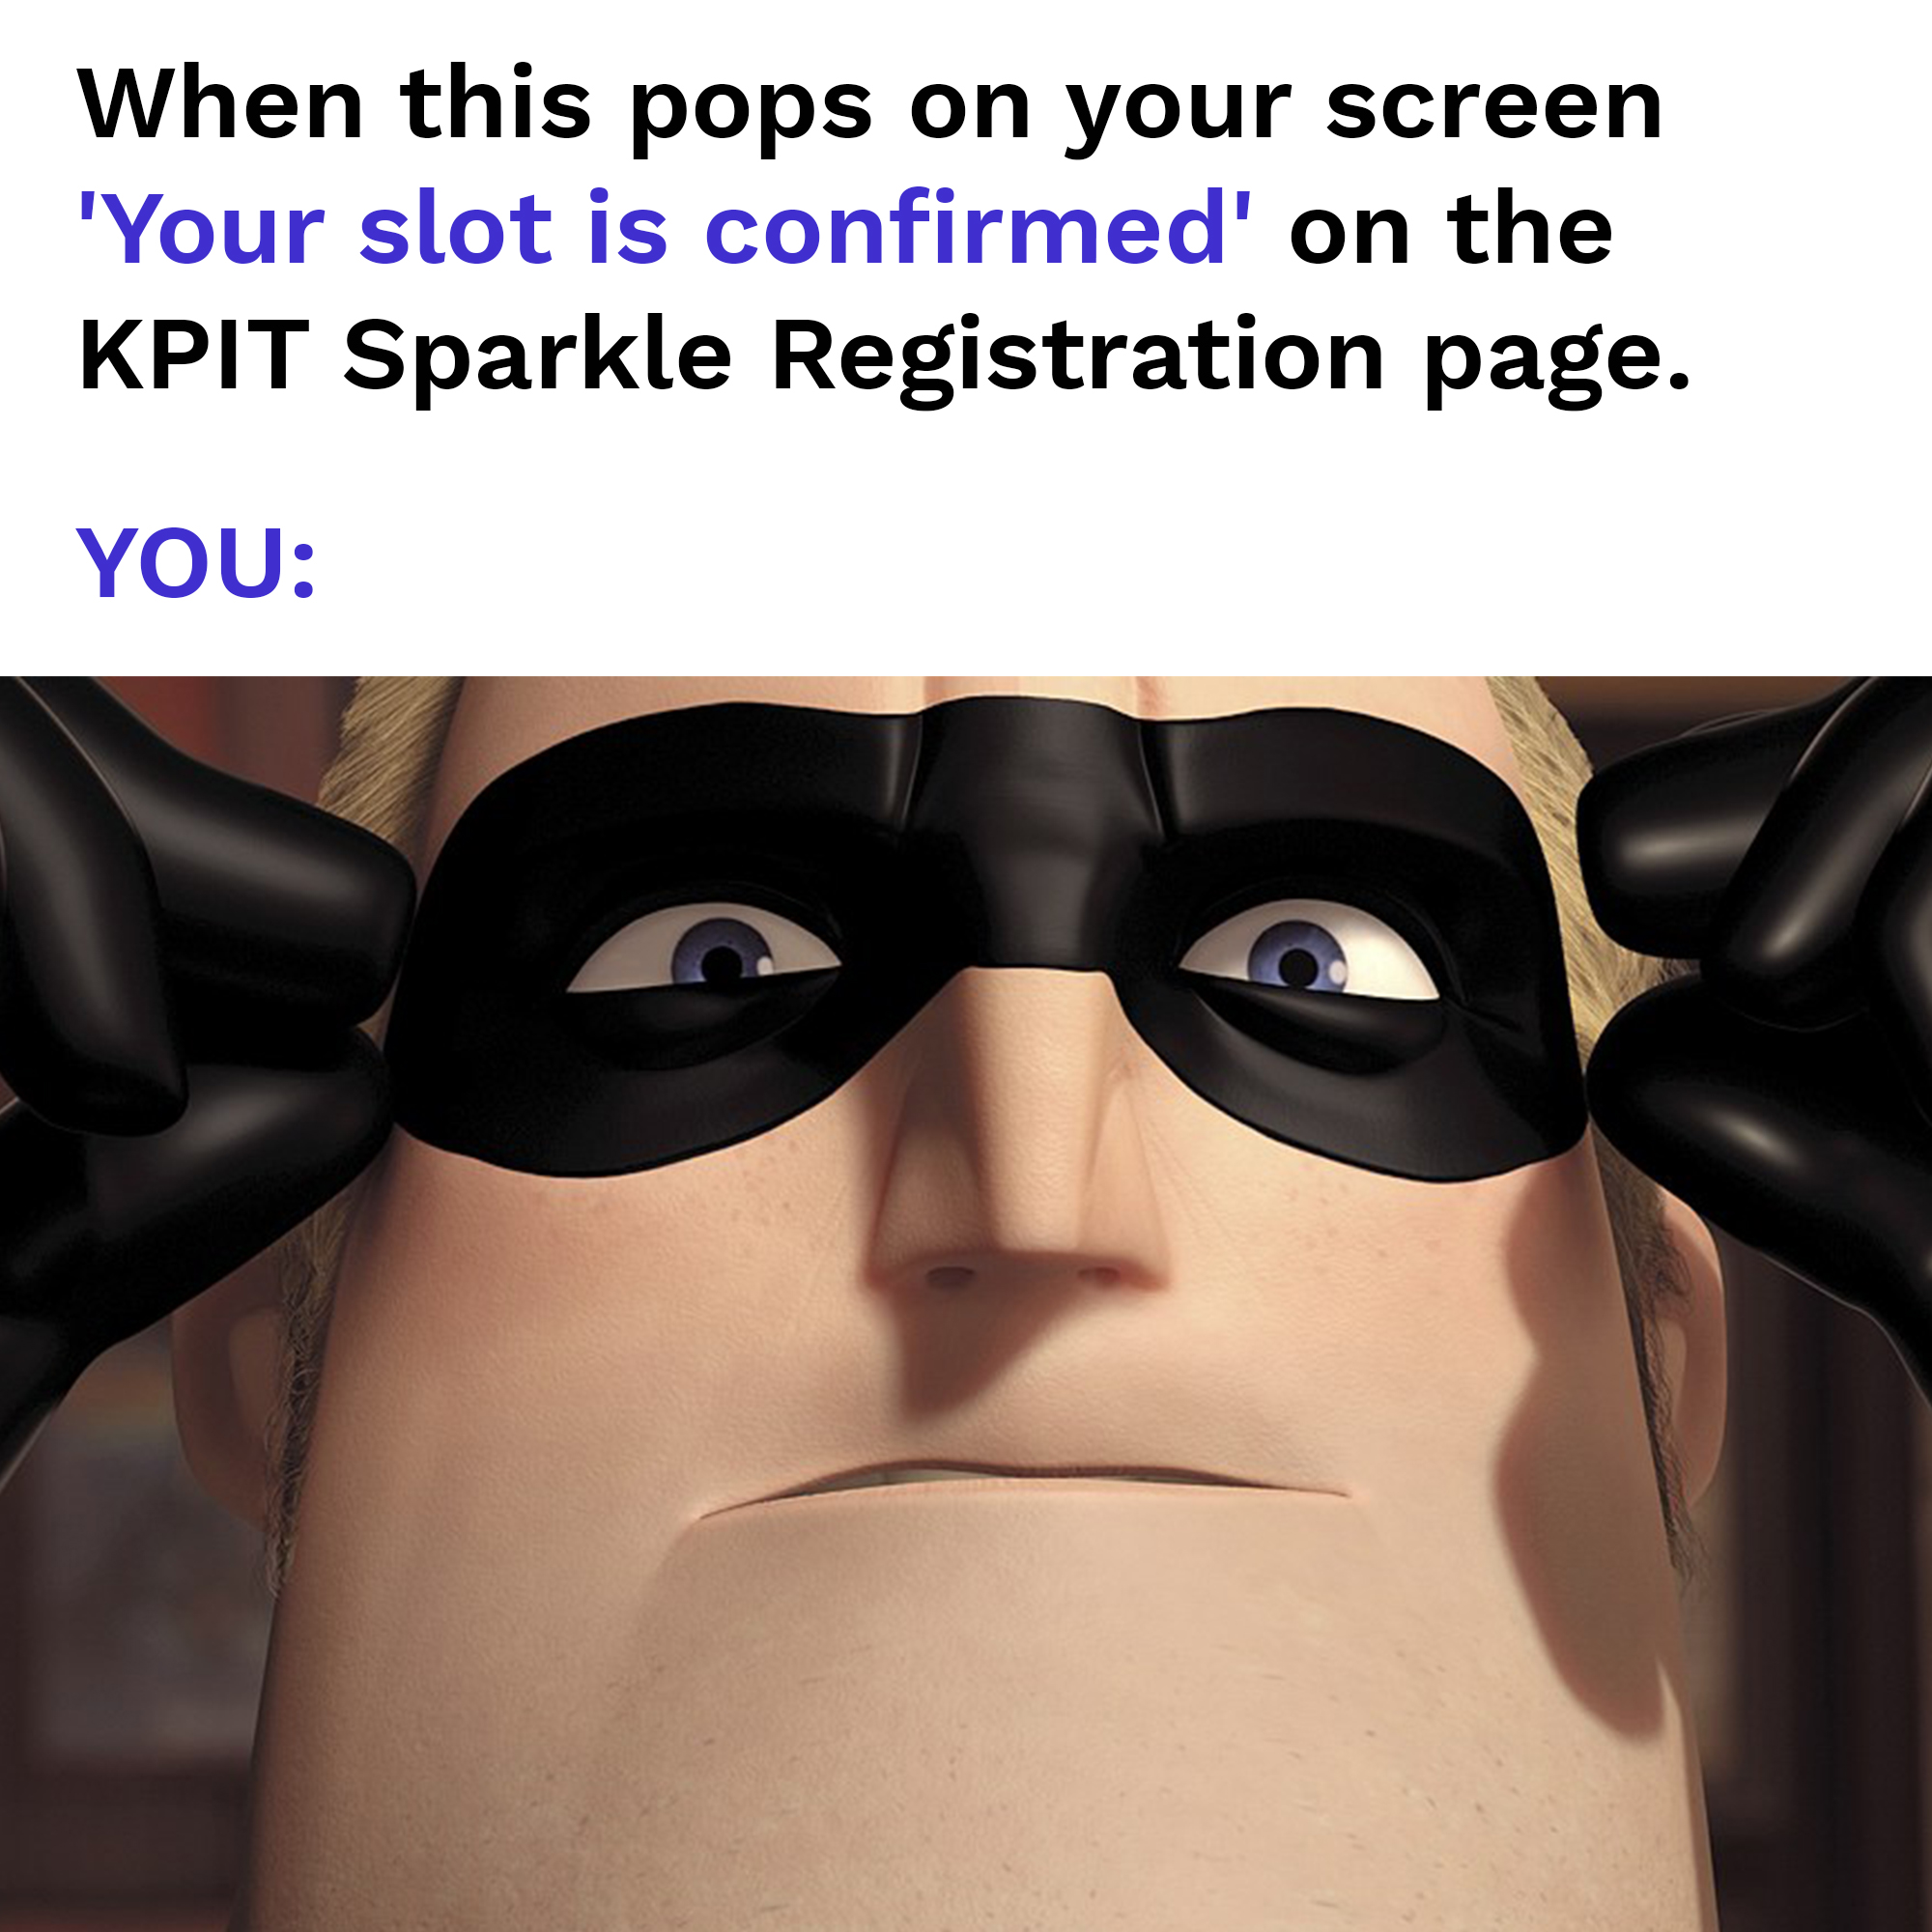 When this pops on your screen
'Your slot is confirmed' on the
KPIT Sparkle Registration page.
YOU: